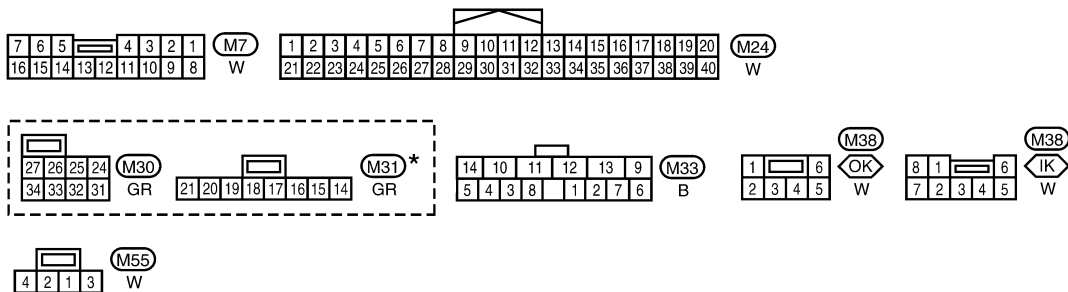 7 6 5 4 3 2 1 M7
16 15 14 13 12 11 10 9 8 W
1 2 3 4 5 6 7 8 9 10 11 12 13 14 15 16 17 18 19 20 M24
21 22 23 24 25 26 27 28 29 30 31 32 33 34 35 36 37 38 39 40 W
27 26 25 24 M30
34 33 32 31 GR
M31 *
21 20 19 18 17 16 15 14 GR
14 10 11 12 13 9 M33
5 4 3 8 1 2 7 6 B
M38
1 6 OK
2 3 4 5 W
M38
8 1 6 IK
7 2 3 4 5 W
M55
4 2 1 3 W